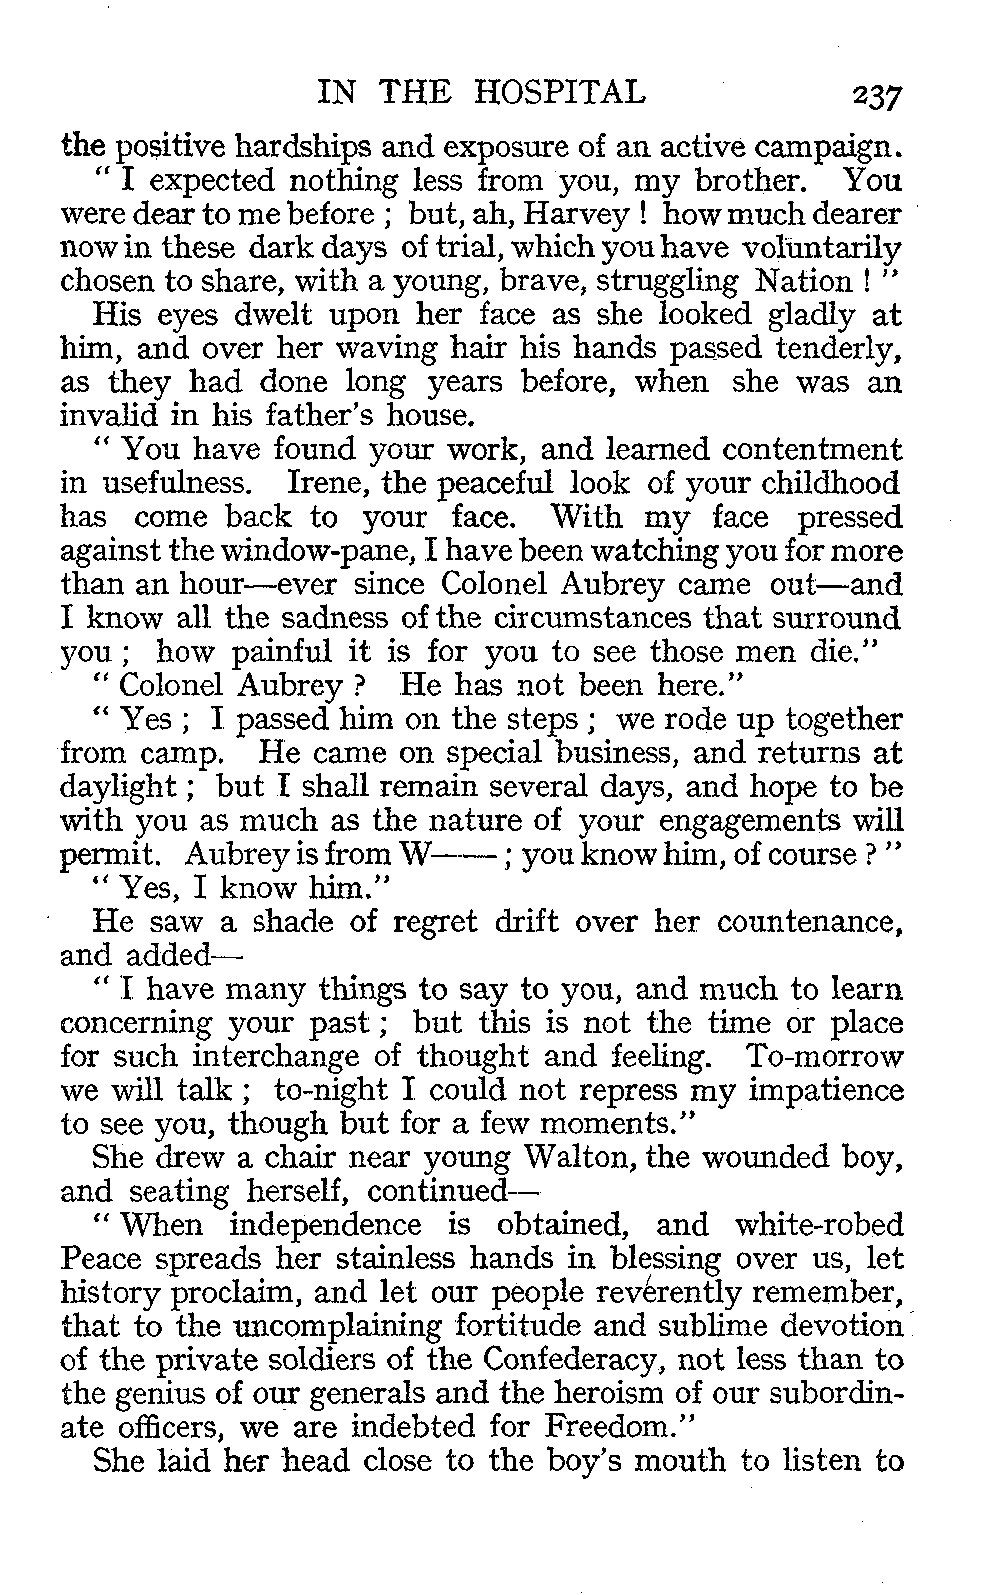 IN THE HOSPITAL 237
the positive hardships and exposure of an active campaign.
" I expected nothing less from you, my brother. You
were dear to me before ; but, ah, Harvey ! how much dearer
now in these dark days of trial, which you have voluntarily
chosen to share, with a young, brave, struggling Nation ! "
His eyes dwelt upon her face as she looked gladly at
him, and over her waving hair his hands passed tenderly,
as they had done long years before, when she was an
invalid in his father's house.
" You have found your work, and learned contentment
in usefulness. Irene, the peaceful look of your childhood
has come back to your face. With my face pressed
against the window-pane, I have been watching you for more
than an hour—ever since Colonel Aubrey came out—and
I know all the sadness of the circumstances that surround
you ; how painful it is for you to see those men die."
" Colonel Aubrey ? He has not been here."
" Yes ; I passed him on the steps ; we rode up together
from camp. He came on special business, and returns at
daylight ; but I shall remain several days, and hope to be
with you as much as the nature of your engagements will
permit. Aubrey is from W—— ; you know him, of course ? "
" Yes, I know him."
He saw a shade of regret drift over her countenance,
and added—
" I have many things to say to you, and much to learn
concerning your past ; but this is not the time or place
for such interchange of thought and feeling. To-morrow
we will talk ; to-night I could not repress my impatience
to see you, though but for a few moments."
She drew a chair near young Walton, the wounded boy,
and seating herself, continued—
" When independence is obtained, and white-robed
Peace spreads her stainless hands in blessing over us, let
history proclaim, and let our people reverently remember,
that to the uncomplaining fortitude and sublime devotion
of the private soldiers of the Confederacy, not less than to
the genius of our generals and the heroism of our subordin-
ate officers, we are indebted for Freedom."
She laid her head close to the boy's mouth to listen to